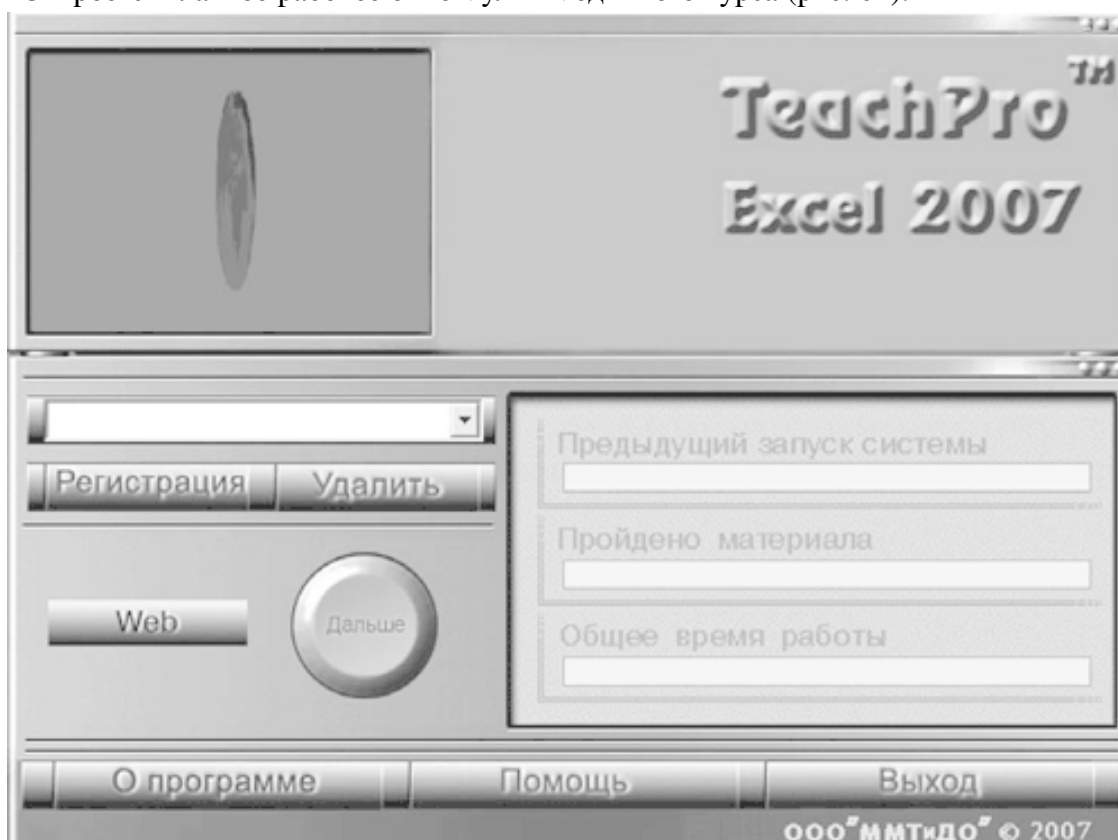 TeachPro™
Excel 2007
Предыдущий запуск системы
Регистрация Удалить
Пройдено материала
Web Дальше
Общее время работы
О программе Помощь Выход
ООО"ММТиДО" © 2007